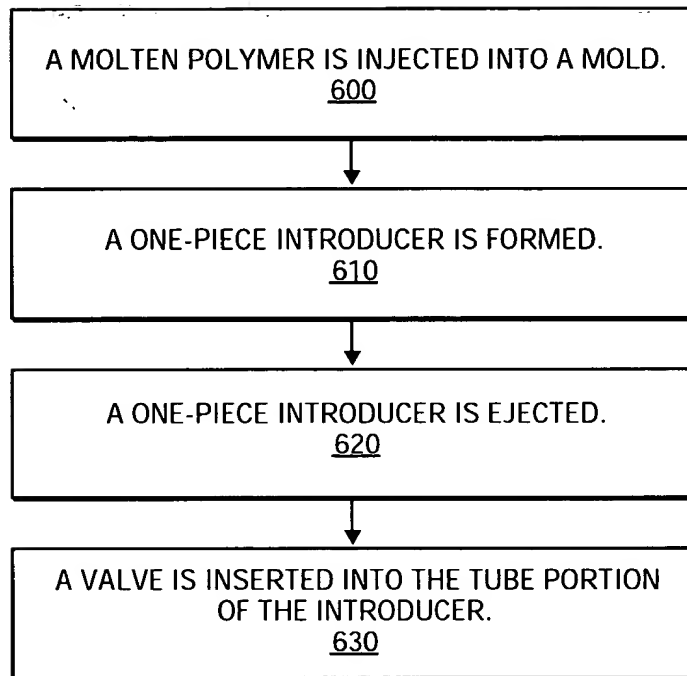 A MOLTEN POLYMER IS INJECTED INTO A MOLD.
600
A ONE-PIECE INTRODUCER IS FORMED.
610
A ONE-PIECE INTRODUCER IS EJECTED.
620
A VALVE IS INSERTED INTO THE TUBE PORTION
OF THE INTRODUCER.
630